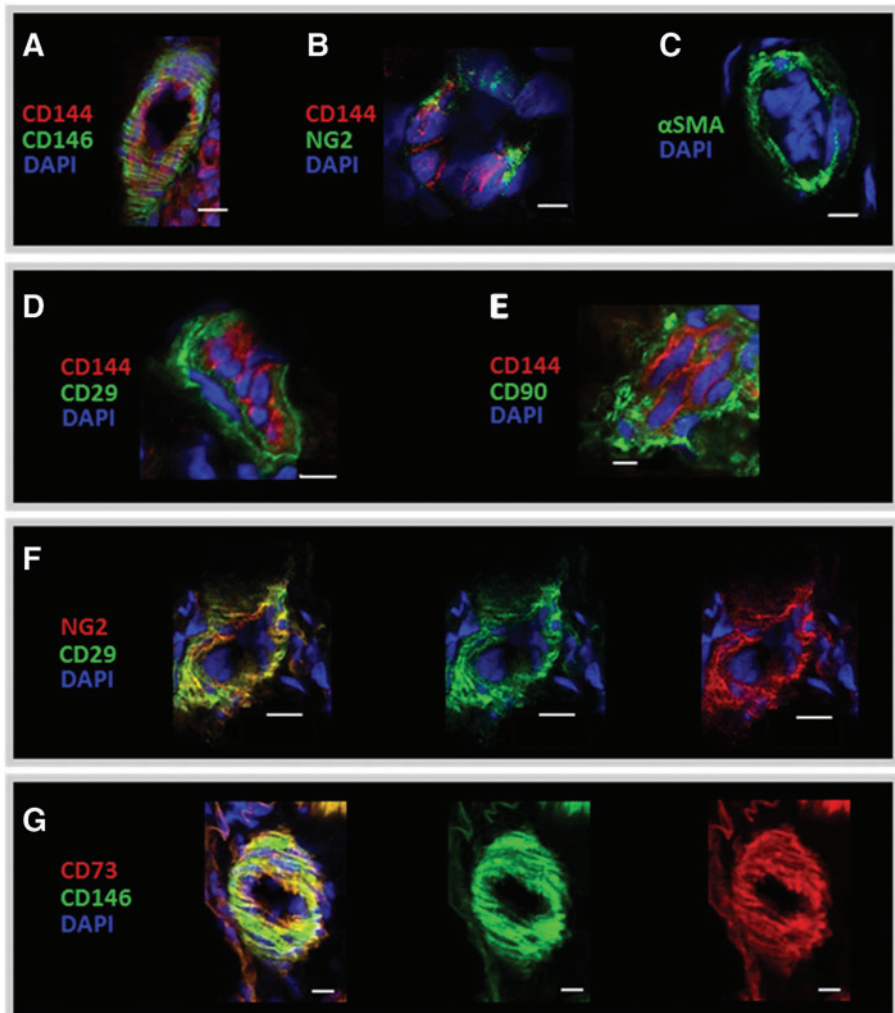 A
CD144
CD146
DAPI
B
CD144
NG2
DAPI
C
αSMA
DAPI
D
CD144
CD29
DAPI
E
CD144
CD90
DAPI
F
NG2
CD29
DAPI
G
CD73
CD146
DAPI